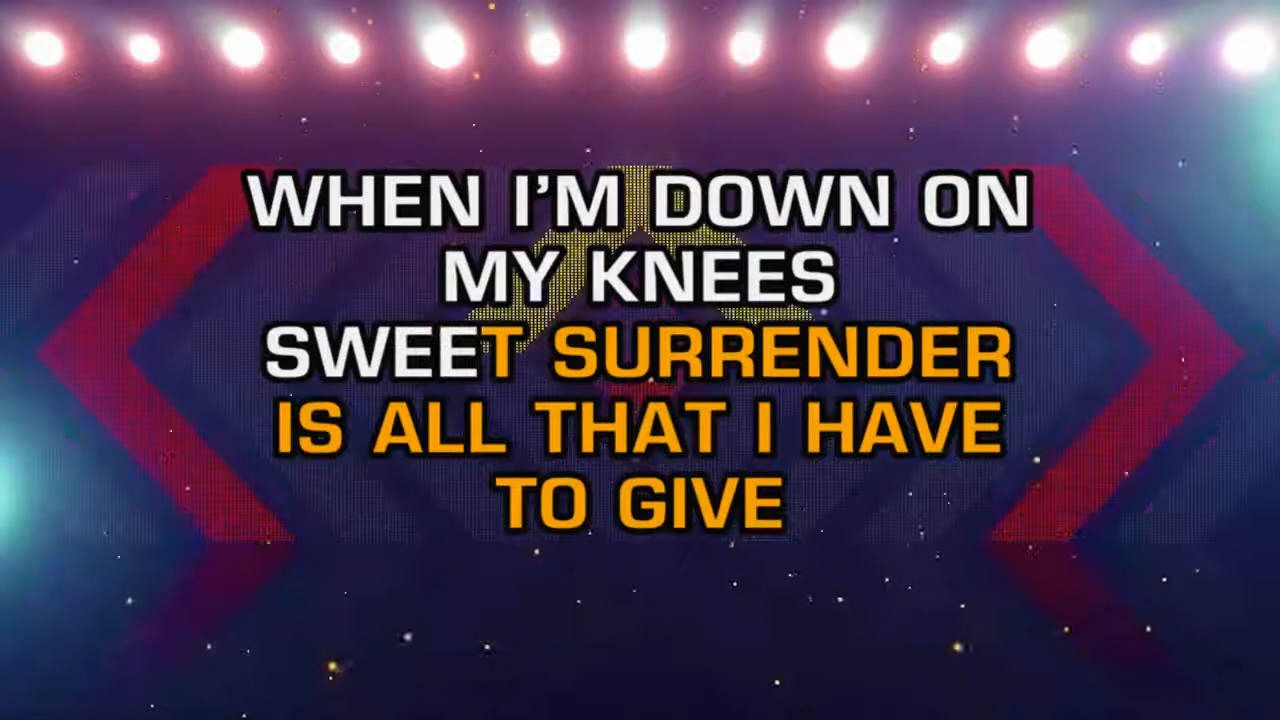 WHEN I'M DOWN ON
MY KNEES
SWEET SURRENDER
IS ALL THAT I HAVE
TO GIVE